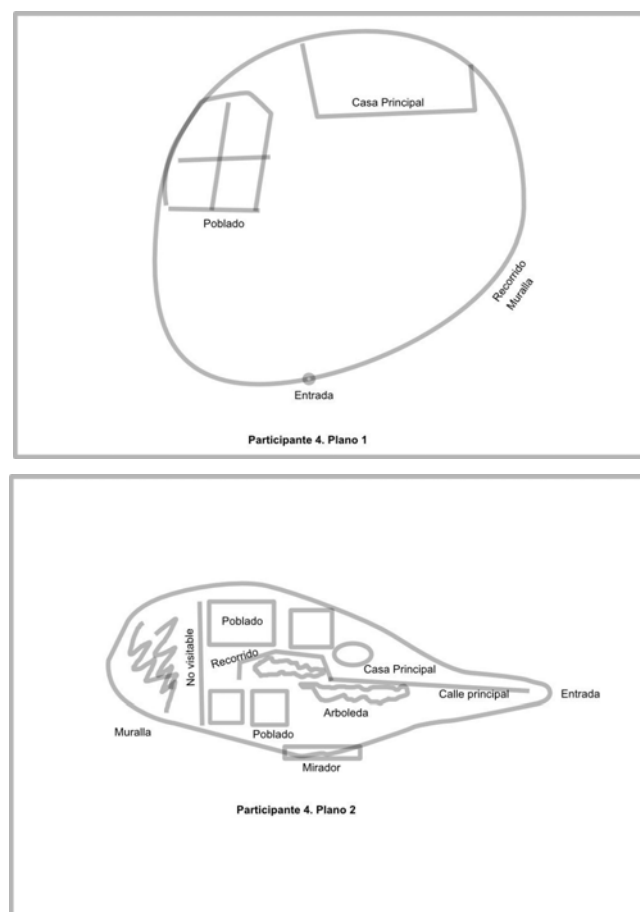 Casa Principal
Poblado
Recorrido
Muralla
Entrada
Participante 4. Plano 1
Poblado
No visitable
Recorrido
Casa Principal
Calle principal
Entrada
Arboleda
Muralla
Poblado
Mirador
Participante 4. Plano 2